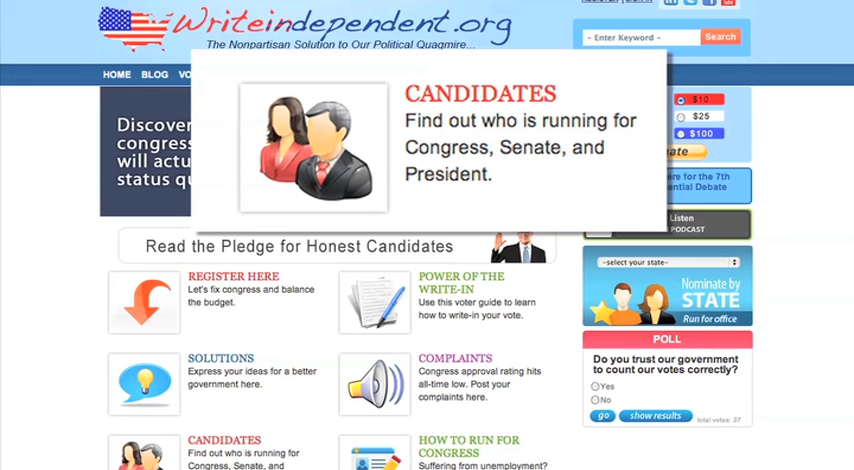 REGISTER SIGN IN
Writeindependent.org
The Nonpartisan Solution to Our Political Quagmire...
- Enter Keyword -
Search
HOME BLOG VO
CANDIDATES
Find out who is running for
Congress, Senate, and
President.
Discover
congres
will actu
status qu
$10
$25
$100
ate
ere for the 7th
ential Debate
Listen
PODCAST
Read the Pledge for Honest Candidates
REGISTER HERE
Let's fix congress and balance
the budget.
POWER OF THE
WRITE-IN
Use this voter guide to learn
how to write-in your vote.
-select your state-
Nominate by
STATE
Run for office
SOLUTIONS
Express your ideas for a better
government here.
COMPLAINTS
Congress approval rating hits
all-time low. Post your
complaints here.
POLL
Do you trust our government
to count our votes correctly?
Yes
No
go show results total votes: 37
CANDIDATES
Find out who is running for
Congress, Senate, and
HOW TO RUN FOR
CONGRESS
Suffering from unemployment?